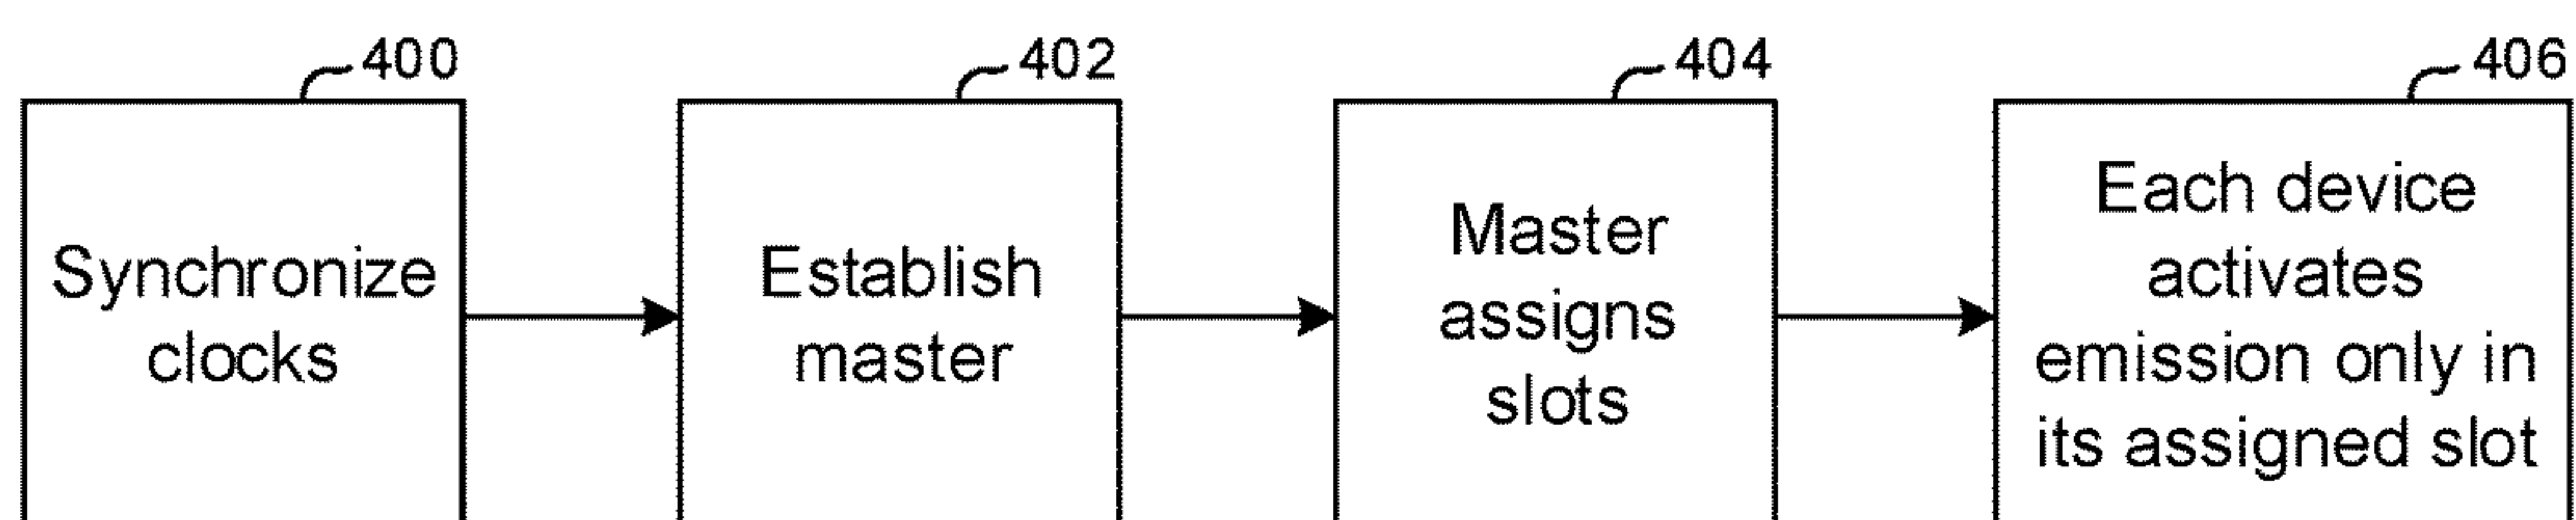 400
Synchronize
clocks
402
Establish
master
404
Master
assigns
slots
406
Each device
activates
emission only in
its assigned slot